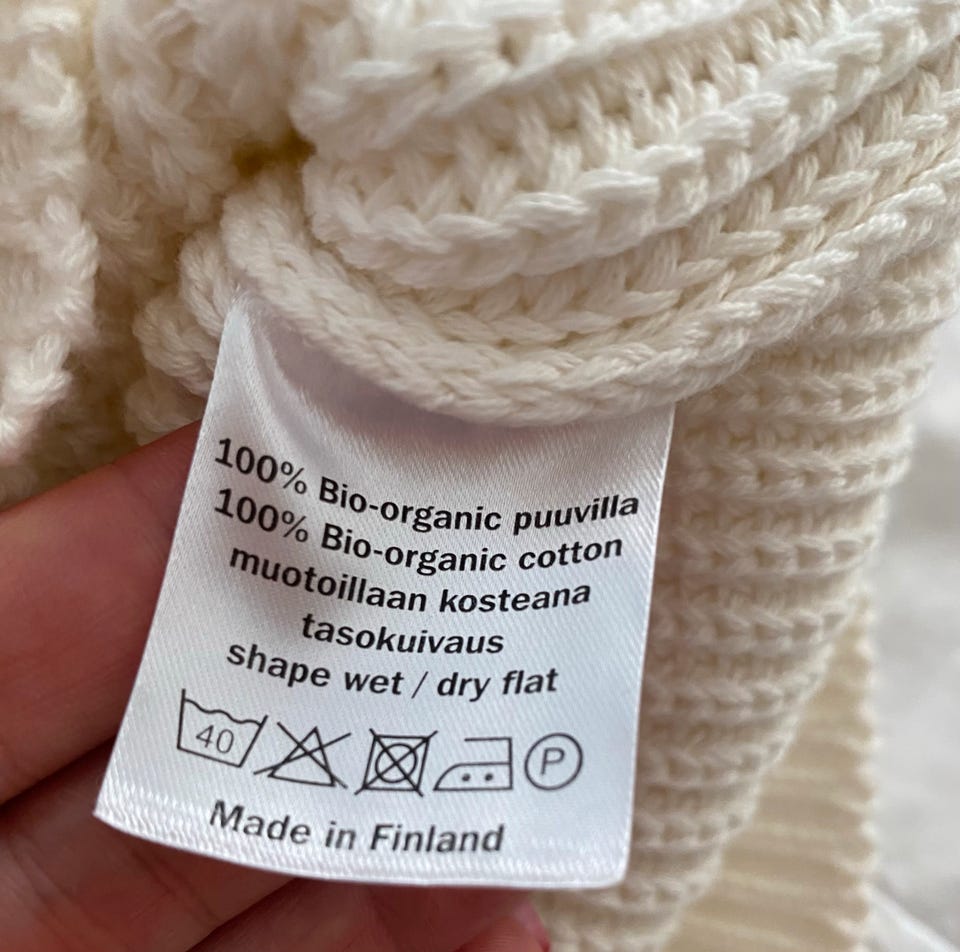 100% Bio-organic puuvilla
100% Bio-organic cotton
muotoillaan kosteana
tasokuivaus
shape wet / dry flat
40 P
Made in Finland